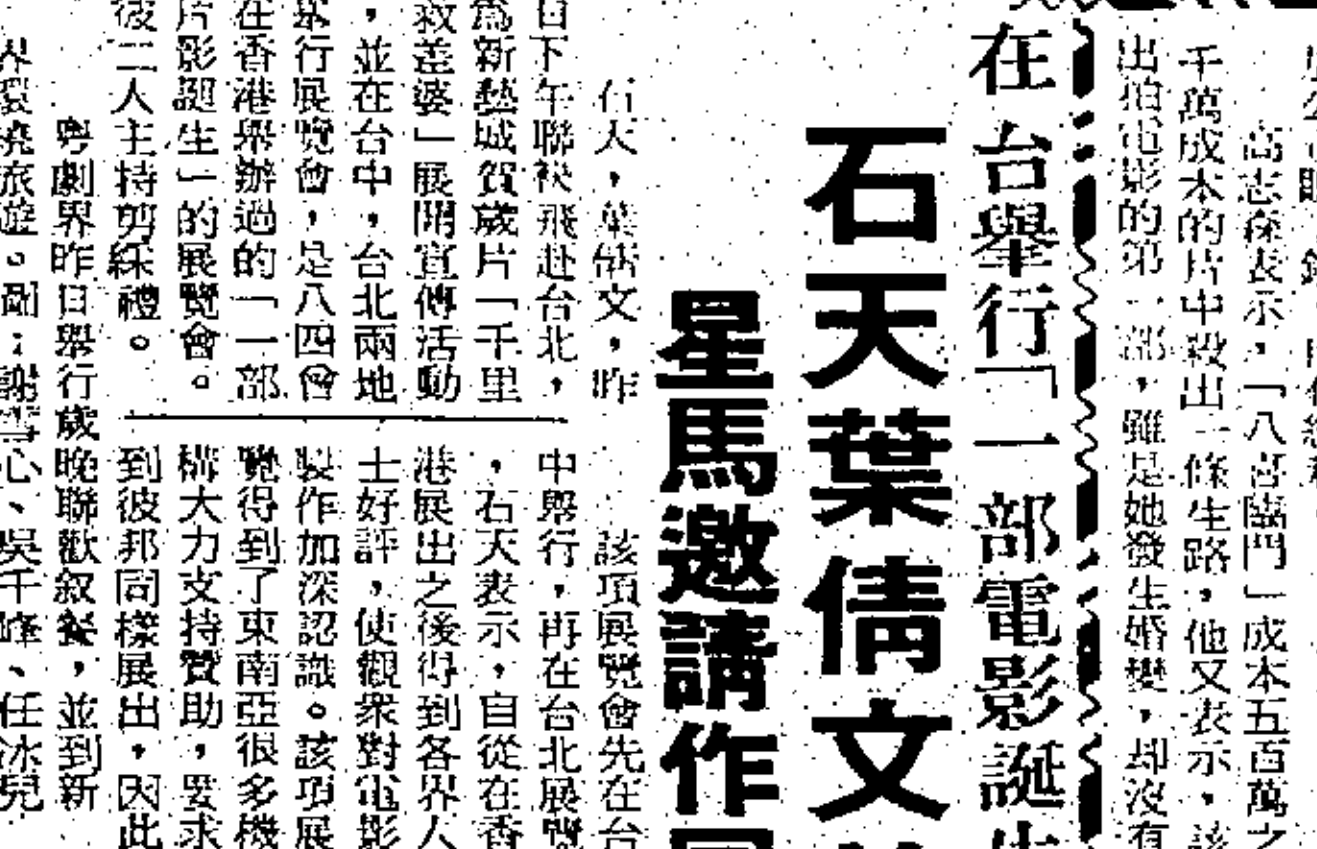 高志森表示，「八喜臨門」成本五百萬之
千萬成本的片中殺出一條生路，他又表示，該
出拍電影的第一部，雖是她發生婚變，却沒有
在台舉行「一部電影誕生
石天葉倩文
星馬邀請作
石天，葉倩文，昨
日下午聯袂飛赴台北，
為新藝城賀歲片「千里
救差婆」展開宣傳活動
，並在台中，台北兩地
舉行展覽會，是八四會
在香港舉辦過的「一部
片影誕生」的展覽會。
彼二人主持剪綵禮。
該項展覽會先在台
中舉行，再在台北展覽
，石天表示，自從在香
港展出之後得到各界人
士好評，使觀衆對電影
製作加深認識。該項展
覽得到了東南亞很多機
構大力支持贊助，要求
到彼邦同樣展出，因此
粵劇界昨日舉行歲晚聯歡叙餐，並到新
界環繞旅遊。
心、吳千峰、任冰兒